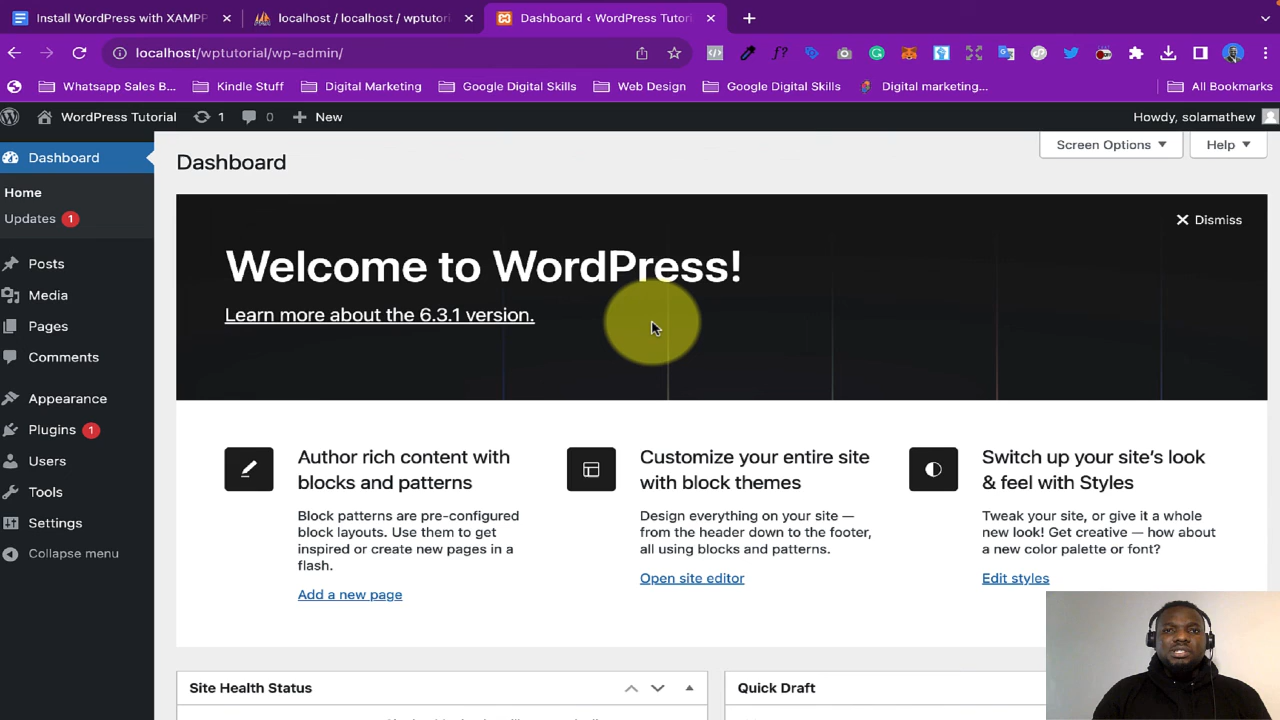 Install WordPress with XAMPP
localhost / localhost / wptutori
Dashboard ‹ WordPress Tutori
localhost/wptutorial/wp-admin/
Whatsapp Sales B...
Kindle Stuff
Digital Marketing
Google Digital Skills
Web Design
Google Digital Skills
Digital marketing...
All Bookmarks
WordPress Tutorial
1
0
New
Howdy, solamathew
Dashboard
Home
Updates 1
Posts
Media
Pages
Comments
Appearance
Plugins 1
Users
Tools
Settings
Collapse menu
Dashboard
Screen Options
Help
Dismiss
Welcome to WordPress!
Learn more about the 6.3.1 version.
Author rich content with
blocks and patterns
Block patterns are pre-configured
block layouts. Use them to get
inspired or create new pages in a
flash.
Add a new page
Customize your entire site
with block themes
Design everything on your site —
from the header down to the footer,
all using blocks and patterns.
Open site editor
Switch up your site's look
& feel with Styles
Tweak your site, or give it a whole
new look! Get creative — how about
a new color palette or font?
Edit styles
Site Health Status
Quick Draft